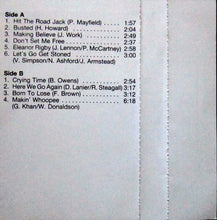 Side A
1. Hit The Road Jack (P. Mayfield) 1:57
2. Busted (H. Howard) 2:04
3. Making Believe (J. Work) 2:49
4. Don't Set Me Free 2:37
5. Eleanor Rigby (J. Lennon/P. McCartney) 2:59
6. Let's Go Get Stoned 3:00
(V. Simpson/N. Ashford/J. Armstead)
Side B
1. Crying Time (B. Owens) 2:54
2. Here We Go Again (D. Lanier/R. Steagall) 3:17
3. Born To Lose (F. Brown) 3:12
4. Makin' Whoopee 6:18
(G. Khan/W. Donaldson)